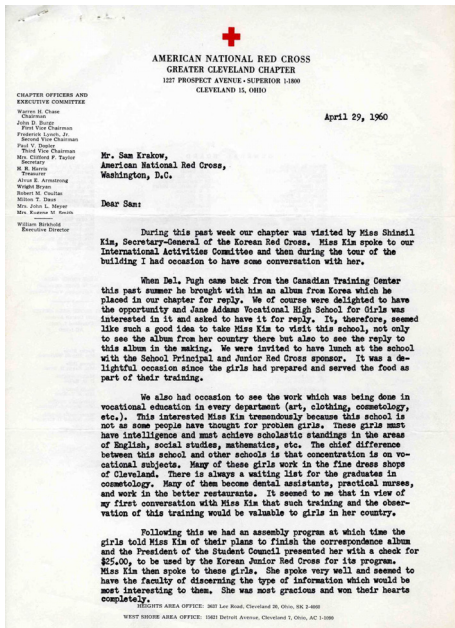 AMERICAN NATIONAL RED CROSS
GREATER CLEVELAND CHAPTER
1227 PROSPECT AVENUE • SUPERIOR 1-1800
CLEVELAND 15, OHIO
CHAPTER OFFICERS AND
EXECUTIVE COMMITTEE
Warren H. Chase
Chairman
John D. Budge
First Vice Chairman
Frederick Lynch, Jr.
Second Vice Chairman
Paul V.
Third Vice Chairman
Mrs. Clifford F. Taylor
Secretary
H. R. Harris
Treasurer
Alvus E. Armstrong
Wright Bryan
Robert M. Coultas
Milton T. Daus
Mrs. John L. Meyer
Mrs. Eugene M. Smith
William Birkhold
Executive Director
April 29, 1960
Mr. Sam Krakow,
American National Red Cross,
Washington, D.C.
Dear Sam:
During this past week our chapter was visited by Miss Shinsil
Kim, Secretary-General of the Korean Red Cross. Miss Kim spoke to our
International Activities Committee and then during the tour of the
building I had occasion to have some conversation with her.
When Del. Pugh came back from the Canadian Training Center
this past summer he brought with him an album from Korea which he
placed in our chapter for reply. We of course were delighted to have
the opportunity and Jane Addams Vocational High School for Girls was
interested in it and asked to have it for reply. It, therefore, seemed
like such a good idea to take Miss Kim to visit this school, not only
to see the album from her country there but also to see the reply to
this album in the making. We were invited to have lunch at the school
with the School Principal and Junior Red Cross sponsor. It was a de-
lightful occasion since the girls had prepared and served the food as
part of their training.
We also had occasion to see the work which was being done in
vocational education in every department (art, clothing, cosmetology,
etc.). This interested Miss Kim tremendously because this school is
not as some people have thought for problem girls. These girls must
have intelligence and must achieve scholastic standings in the areas
of English, social studies, mathematics, etc. The chief difference
between this school and other schools is that concentration is on vo-
cational subjects. Many of these girls work in the fine dress shops
of Cleveland. There is always a waiting list for the graduates in
cosmetology. Many of them become dental assistants, practical nurses,
and work in the better restaurants. It seemed to me that in view of
my first conversation with Miss Kim that such training and the obser-
vation of this training would be valuable to girls in her country.
Following this we had an assembly program at which time the
girls told Miss Kim of their plans to finish the correspondence album
and the President of the Student Council presented her with a check for
$25.00, to be used by the Korean Junior Red Cross for its program.
Miss Kim then spoke to these girls. She spoke very well and seemed to
have the faculty of discerning the type of information which would be
most interesting to them. She was most gracious and won their hearts
completely.
HEIGHTS AREA OFFICE: Lee Road, Cleveland 20, Ohio,
WEST SHORE AREA OFFICE: 15621 Detroit Avenue, Cleveland 7, Ohio, AC